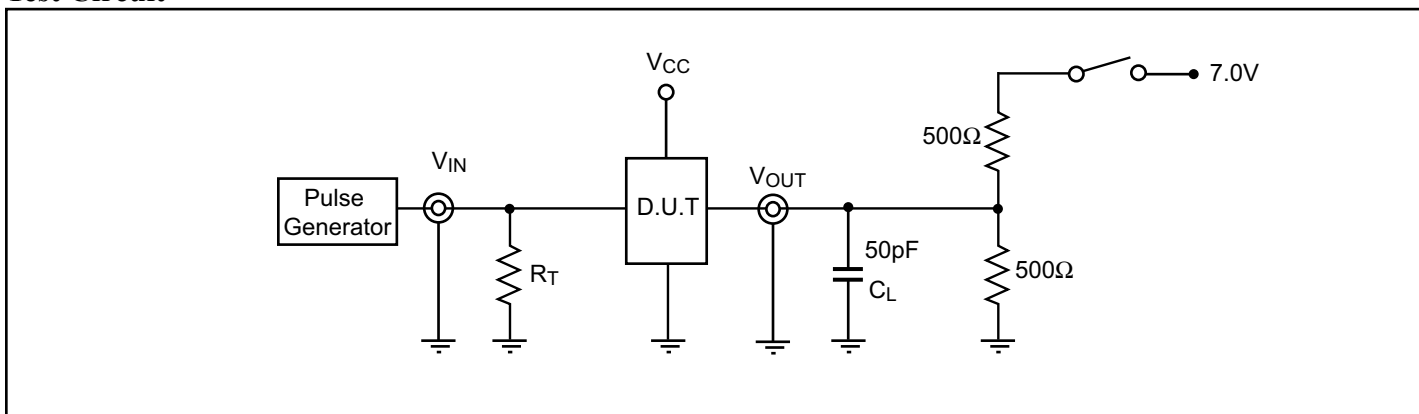 Test Circuit
VCC
7.0V
500Ω
VIN
VOUT
Pulse
Generator
D.U.T
50pF
CL
RT
500Ω